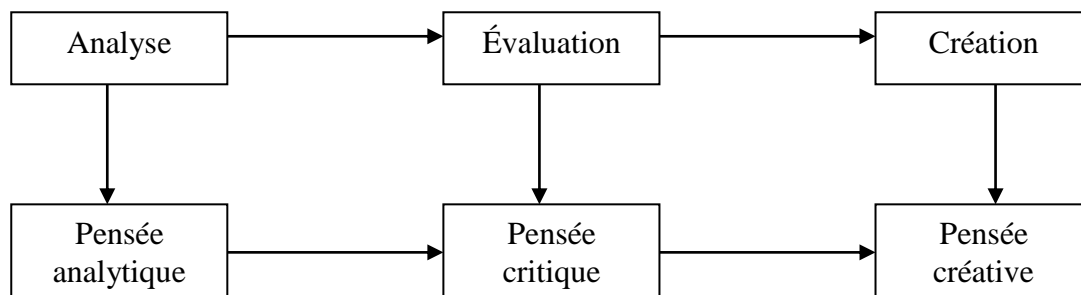 Analyse
Évaluation
Création
Pensée
analytique
Pensée
critique
Pensée
créative